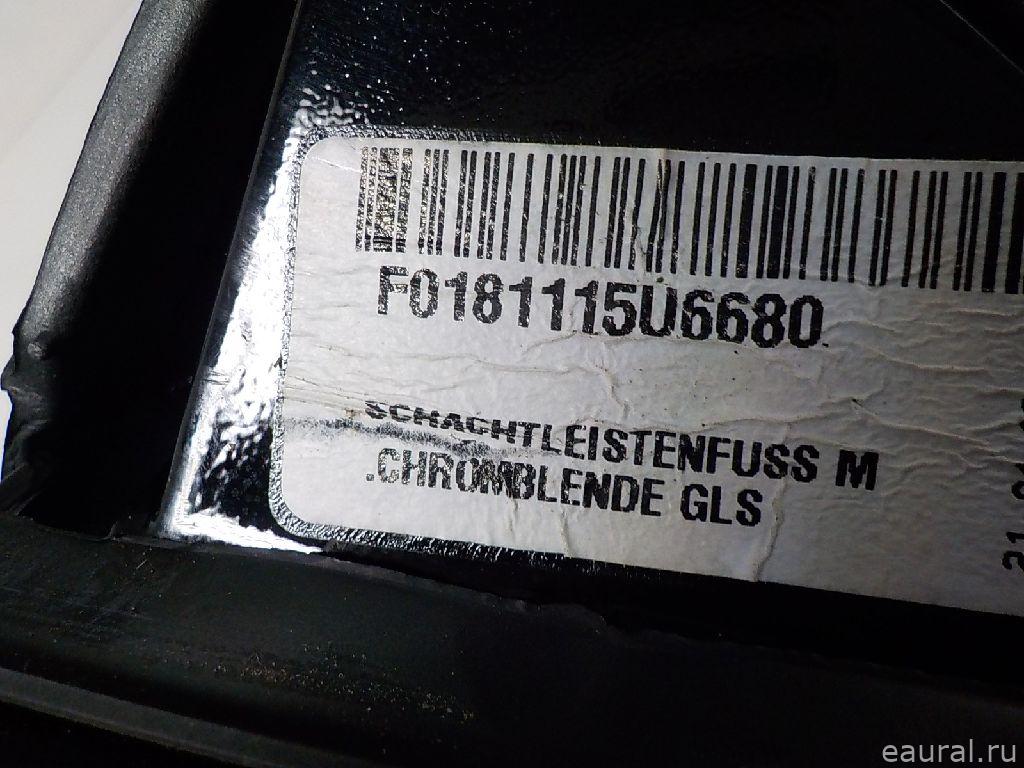 F0181115U6680
SCHACHTLEISTENFUSS M
.CHROMBLENDE GLS
eaural.ru